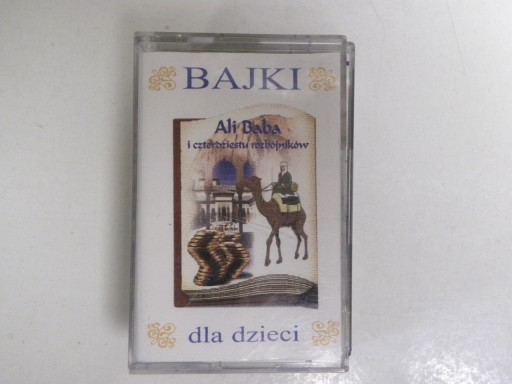 BAJKI
Ali Baba
i czterdziestu rozbójników
dla dzieci